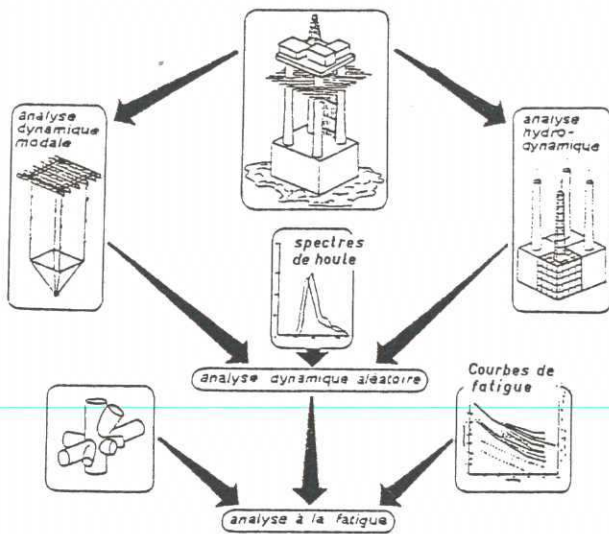 analyse
dynamique
modale
analyse
hydro-
dynamique
spectres
de houle
analyse dynamique aléatoire
Courbes de
fatigue
analyse à la fatigue